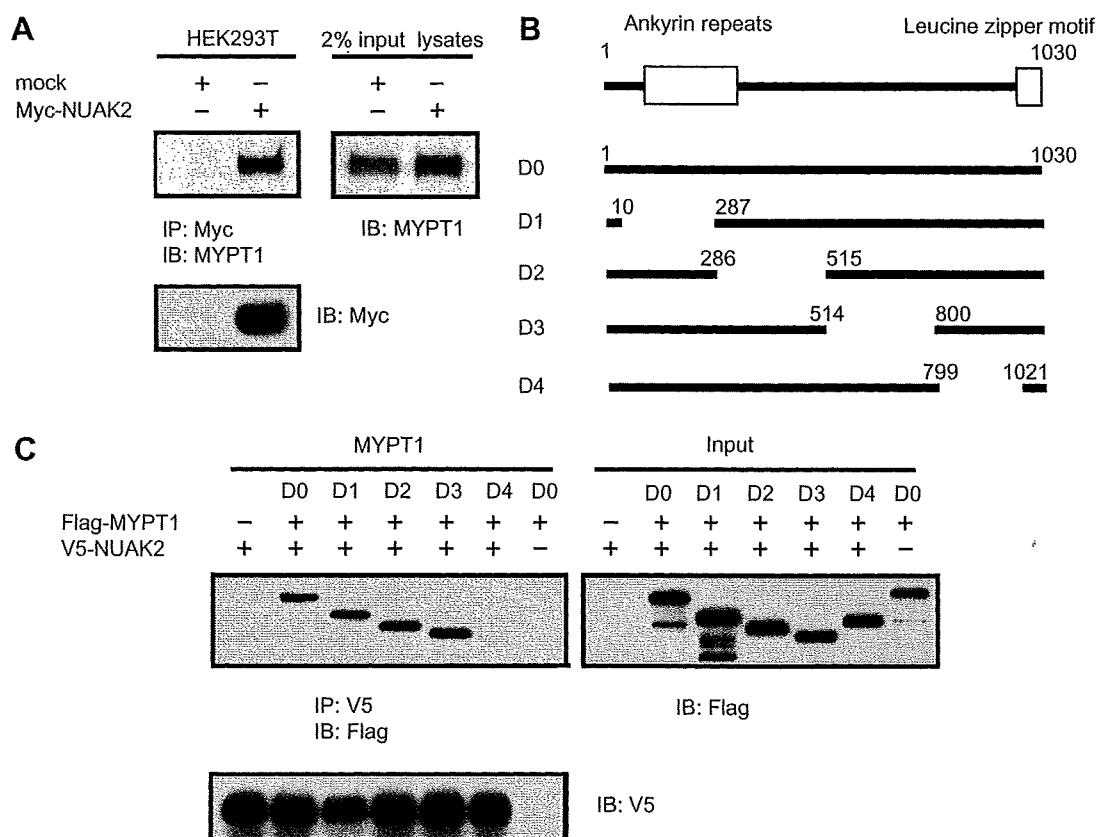 A
HEK293T
2% input lysates
mock + − + −
Myc-NUAK2 − + − +
IP: Myc
IB: MYPT1
IB: MYPT1
IB: Myc
B
Ankyrin repeats
Leucine zipper motif
1
1030
D0
1
1030
D1
10
287
D2
286
515
D3
514
800
D4
799
1021
C
MYPT1
Input
D0 D1 D2 D3 D4 D0
D0 D1 D2 D3 D4 D0
Flag-MYPT1 − + + + + + + − + + + + + +
V5-NUAK2 + + + + + + − + + + + + + −
IP: V5
IB: Flag
IB: Flag
IB: V5